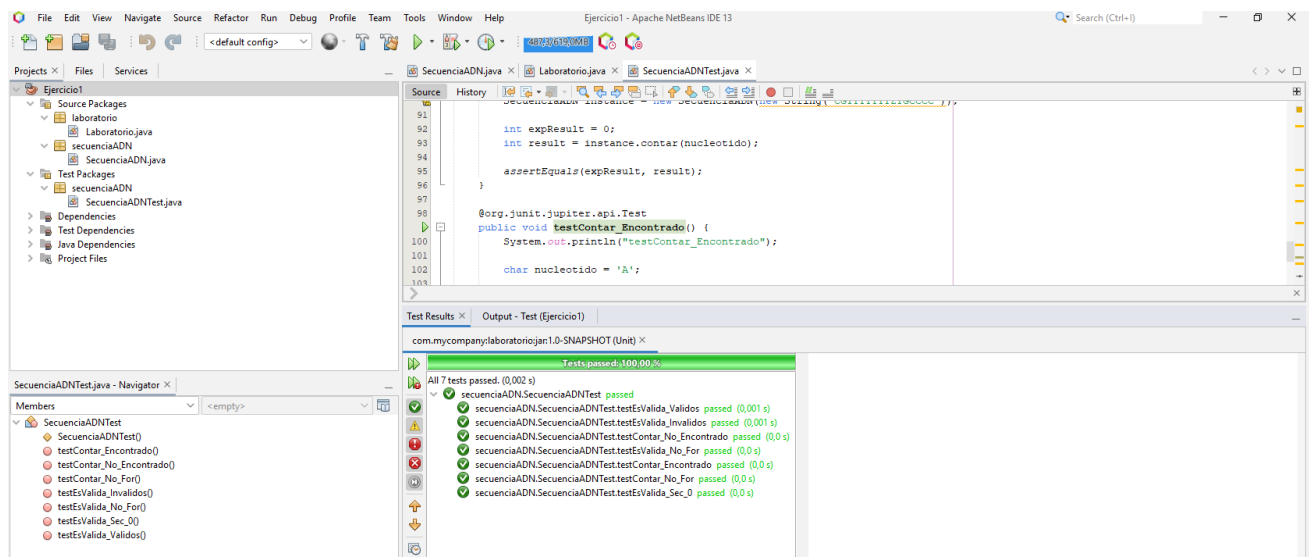 File Edit View Navigate Source Refactor Run Debug Profile Team Tools Window Help Ejercicio1 - Apache NetBeans IDE 13 Search (Ctrl+I)
<default config>
Projects Files Services
Ejercicio1
Source Packages
laboratorio
Laboratorio.java
secuenciaADN
SecuenciaADN.java
Test Packages
secuenciaADN
SecuenciaADNTest.java
Dependencies
Test Dependencies
Java Dependencies
Project Files
SecuenciaADN.java Laboratorio.java SecuenciaADNTest.java
Source History
SecuenciaADN instance = new SecuenciaADN(new String(
91
92 int expResult = 0;
93 int result = instance.contar(nucleotido);
94
95 assertEquals(expResult, result);
96 }
97
98 @org.junit.jupiter.api.Test
public void testContar_Encontrado() {
100 System.out.println("testContar_Encontrado");
101
102 char nucleotido = 'A';
103
Test Results Output - Test (Ejercicio1)
com.mycompany:laboratorio:jar:1.0-SNAPSHOT (Unit)
Tests passed: 100,00 %
All 7 tests passed. (0,002 s)
secuenciaADN.SecuenciaADNTest passed
secuenciaADN.SecuenciaADNTest.testEsValida_Validos passed (0,001 s)
secuenciaADN.SecuenciaADNTest.testEsValida_Invalidos passed (0,001 s)
secuenciaADN.SecuenciaADNTest.testContar_No_Encontrado passed (0,0 s)
secuenciaADN.SecuenciaADNTest.testEsValida_No_For passed (0,0 s)
secuenciaADN.SecuenciaADNTest.testContar_Encontrado passed (0,0 s)
secuenciaADN.SecuenciaADNTest.testContar_No_For passed (0,0 s)
secuenciaADN.SecuenciaADNTest.testEsValida_Sec_0 passed (0,0 s)
SecuenciaADNTest.java - Navigator
Members <empty>
SecuenciaADNTest
SecuenciaADNTest()
testContar_Encontrado()
testContar_No_Encontrado()
testContar_No_For()
testEsValida_Invalidos()
testEsValida_No_For()
testEsValida_Sec_0()
testEsValida_Validos()